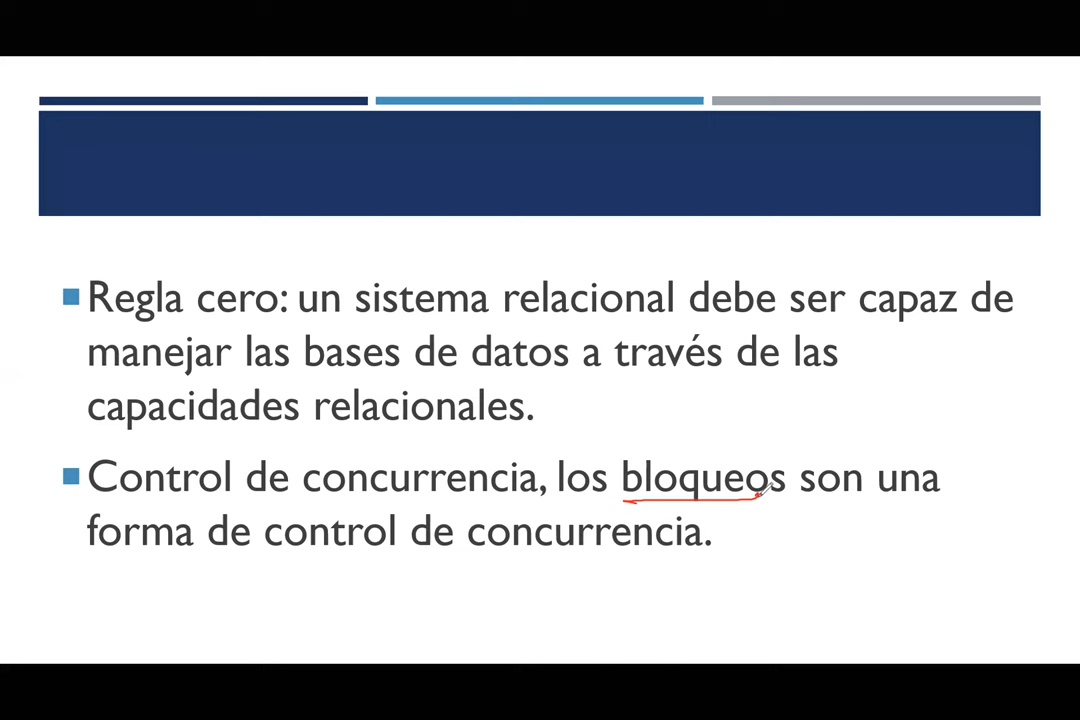 Regla cero: un sistema relacional debe ser capaz de
manejar las bases de datos a través de las
capacidades relacionales.
Control de concurrencia, los bloqueos son una
forma de control de concurrencia.